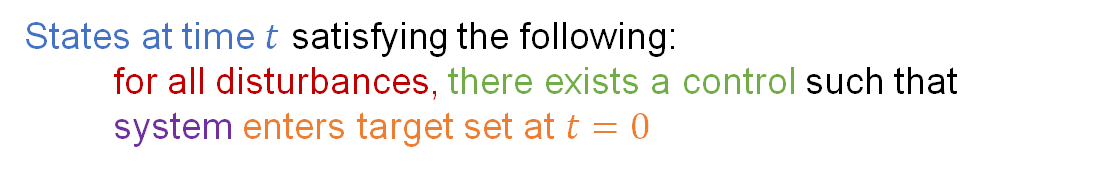 States at time t satisfying the following:
for all disturbances, there exists a control such that
system enters target set at t = 0